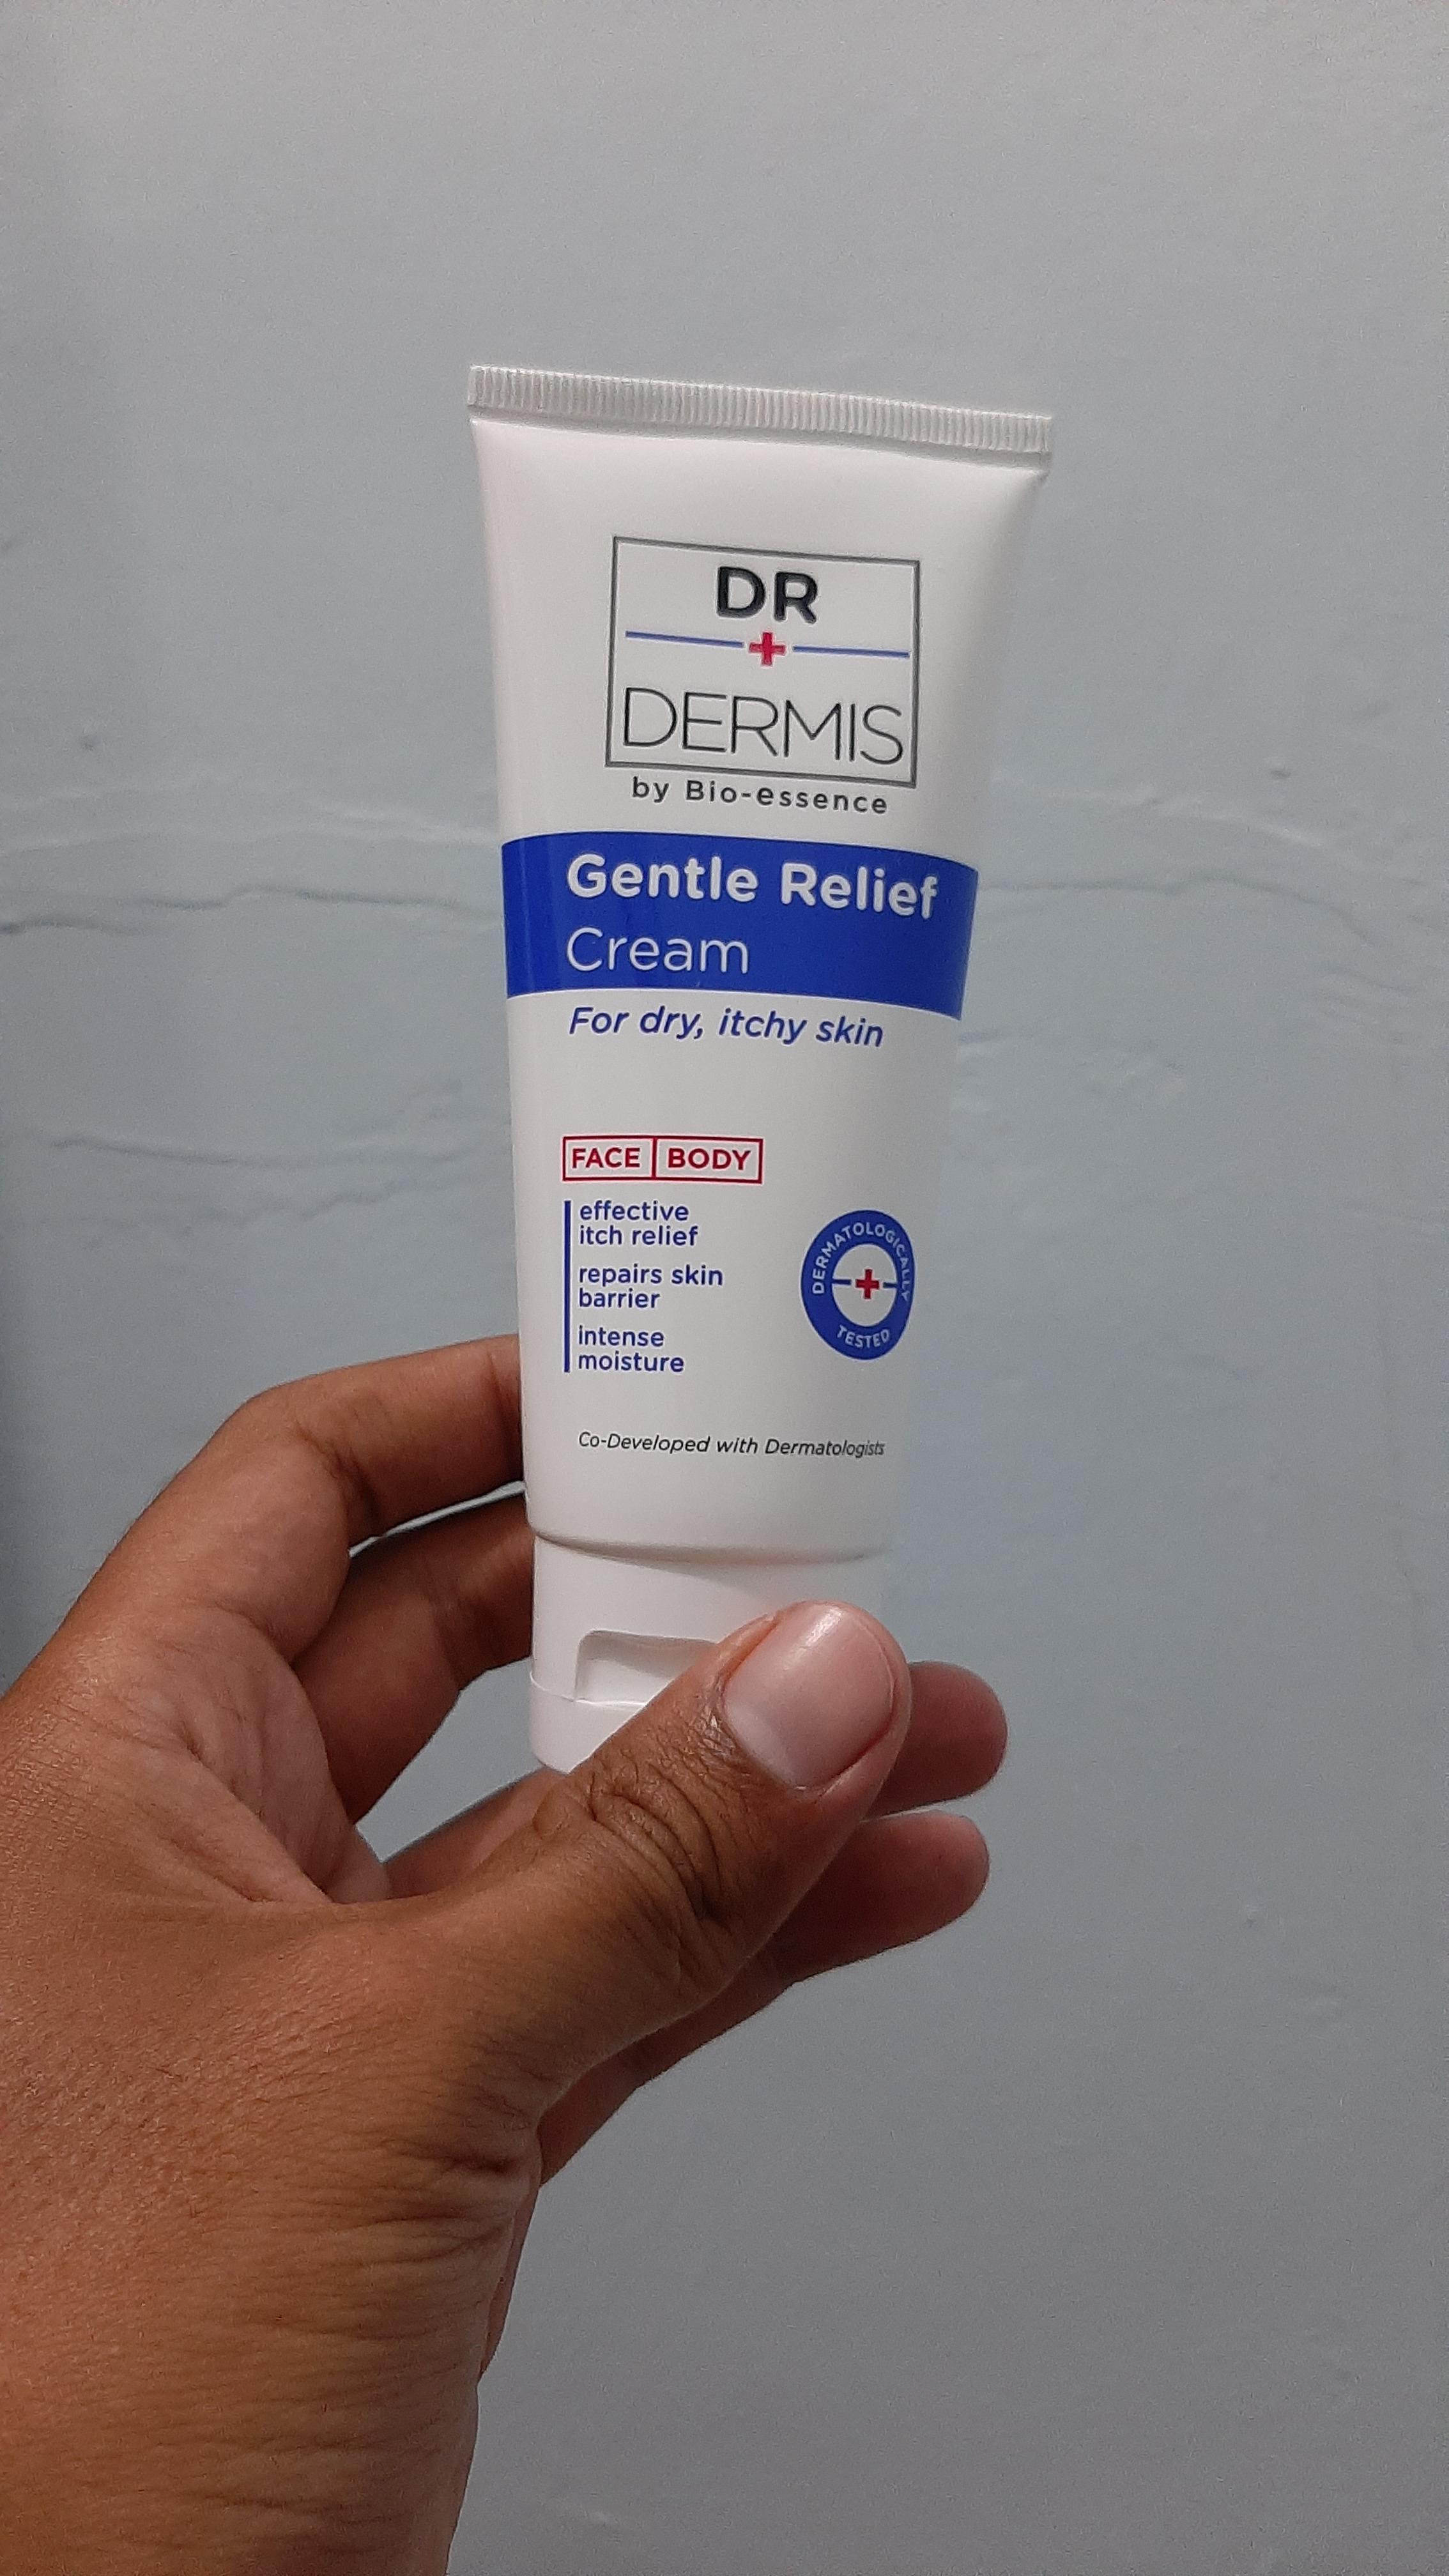 DR
DERMIS
by Bio-essence
Gentle Relief
Cream
For dry, itchy skin
FACE BODY
effective
itch relief
repairs skin
barrier
intense
moisture
DERMATOLOGICALLY
TESTED
Co-Developed with Dermatologists